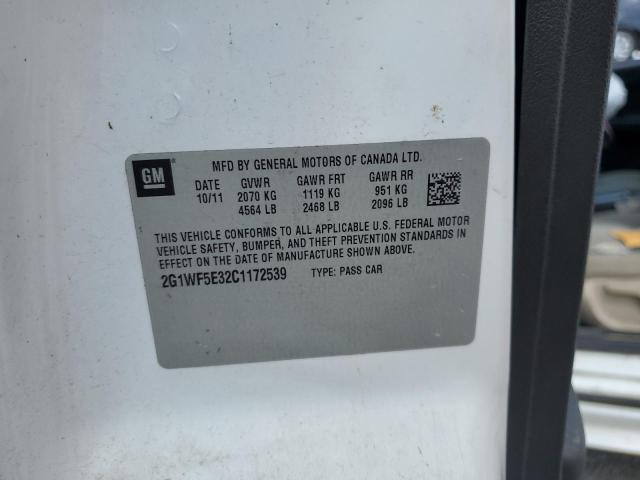 GM
MFD BY GENERAL MOTORS OF CANADA LTD.
DATE GVWR GAWR FRT GAWR RR
10/11 2070 KG 1119 KG 951 KG
4564 LB 2468 LB 2096 LB
THIS VEHICLE CONFORMS TO ALL APPLICABLE U.S. FEDERAL MOTOR
VEHICLE SAFETY, BUMPER, AND THEFT PREVENTION STANDARDS IN
EFFECT ON THE DATE OF MANUFACTURE SHOWN ABOVE.
2G1WF5E32C1172539 TYPE: PASS CAR